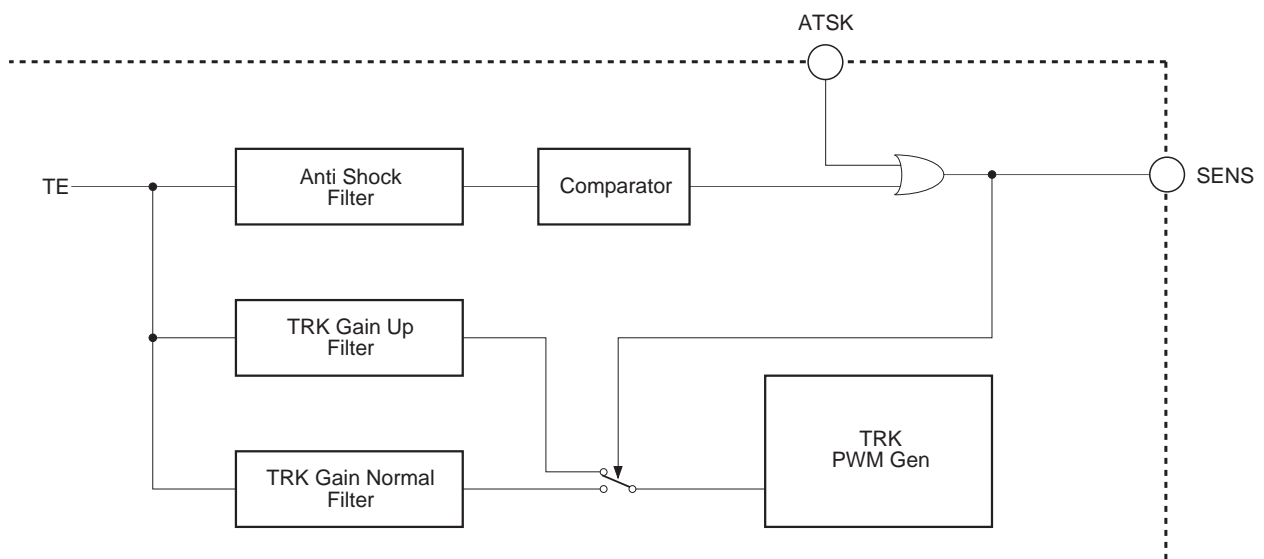 ATSK
TE
Anti Shock
Filter
Comparator
SENS
TRK Gain Up
Filter
TRK Gain Normal
Filter
TRK
PWM Gen